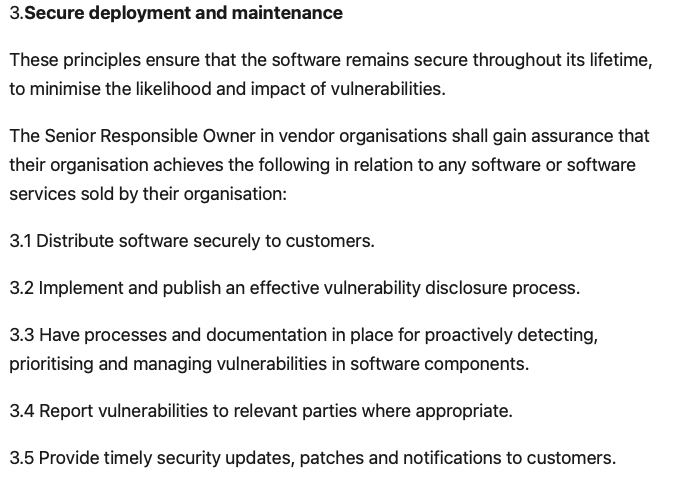 3.Secure deployment and maintenance
These principles ensure that the software remains secure throughout its lifetime,
to minimise the likelihood and impact of vulnerabilities.
The Senior Responsible Owner in vendor organisations shall gain assurance that
their organisation achieves the following in relation to any software or software
services sold by their organisation:
3.1 Distribute software securely to customers.
3.2 Implement and publish an effective vulnerability disclosure process.
3.3 Have processes and documentation in place for proactively detecting,
prioritising and managing vulnerabilities in software components.
3.4 Report vulnerabilities to relevant parties where appropriate.
3.5 Provide timely security updates, patches and notifications to customers.